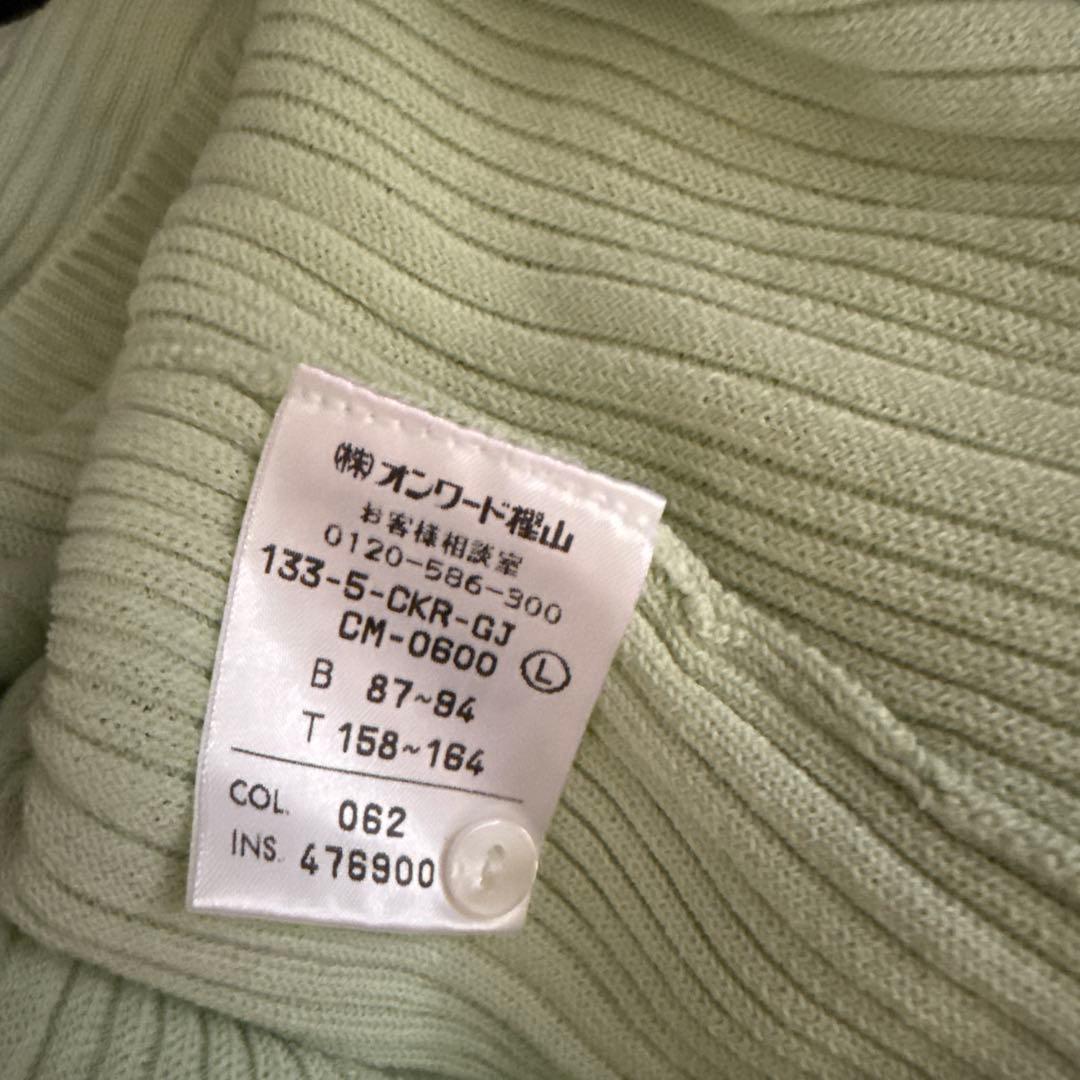 (株)オンワード樫山
お客様相談室
0120-586-300
133-5-CKR-GJ
CM-0600 Ⓛ
B 87~94
T 158~164
COL. 062
INS. 476900